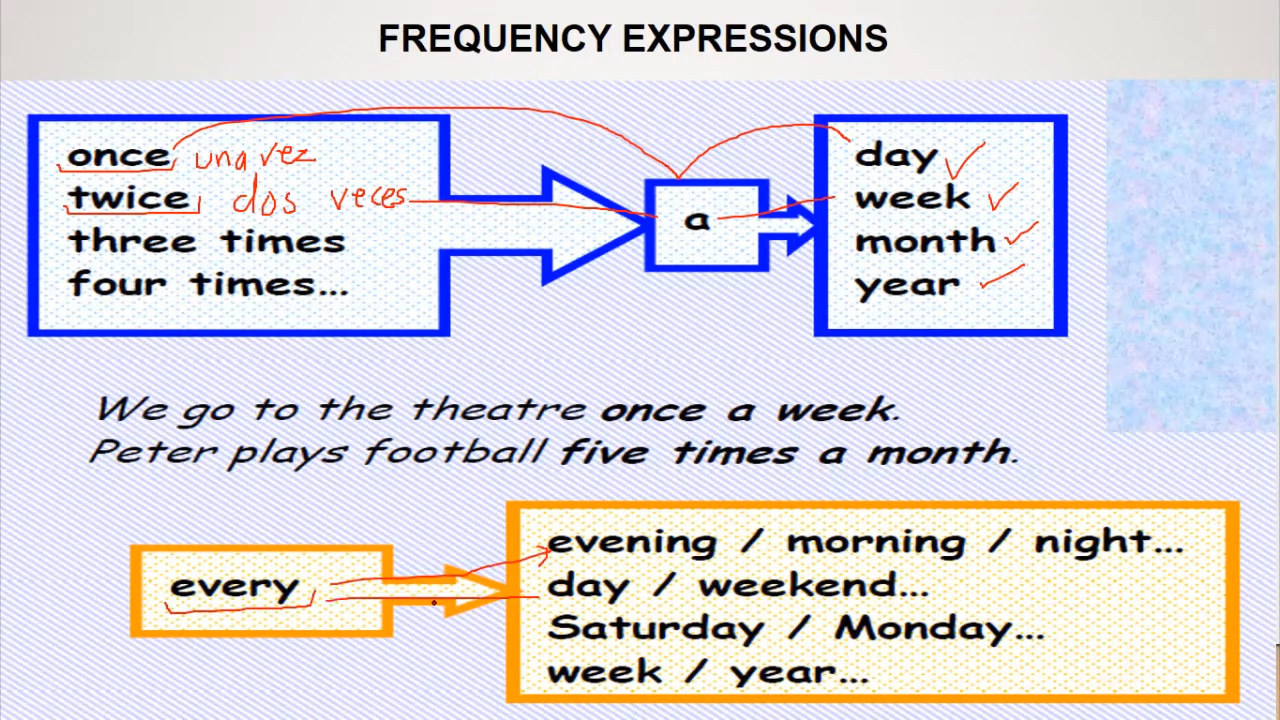 FREQUENCY EXPRESSIONS
once una vez
twice dos veces
three times
four times...
a
day
week
month
year
We go to the theatre once a week.
Peter plays football five times a month.
every
evening / morning / night...
day / weekend...
Saturday / Monday...
week / year...